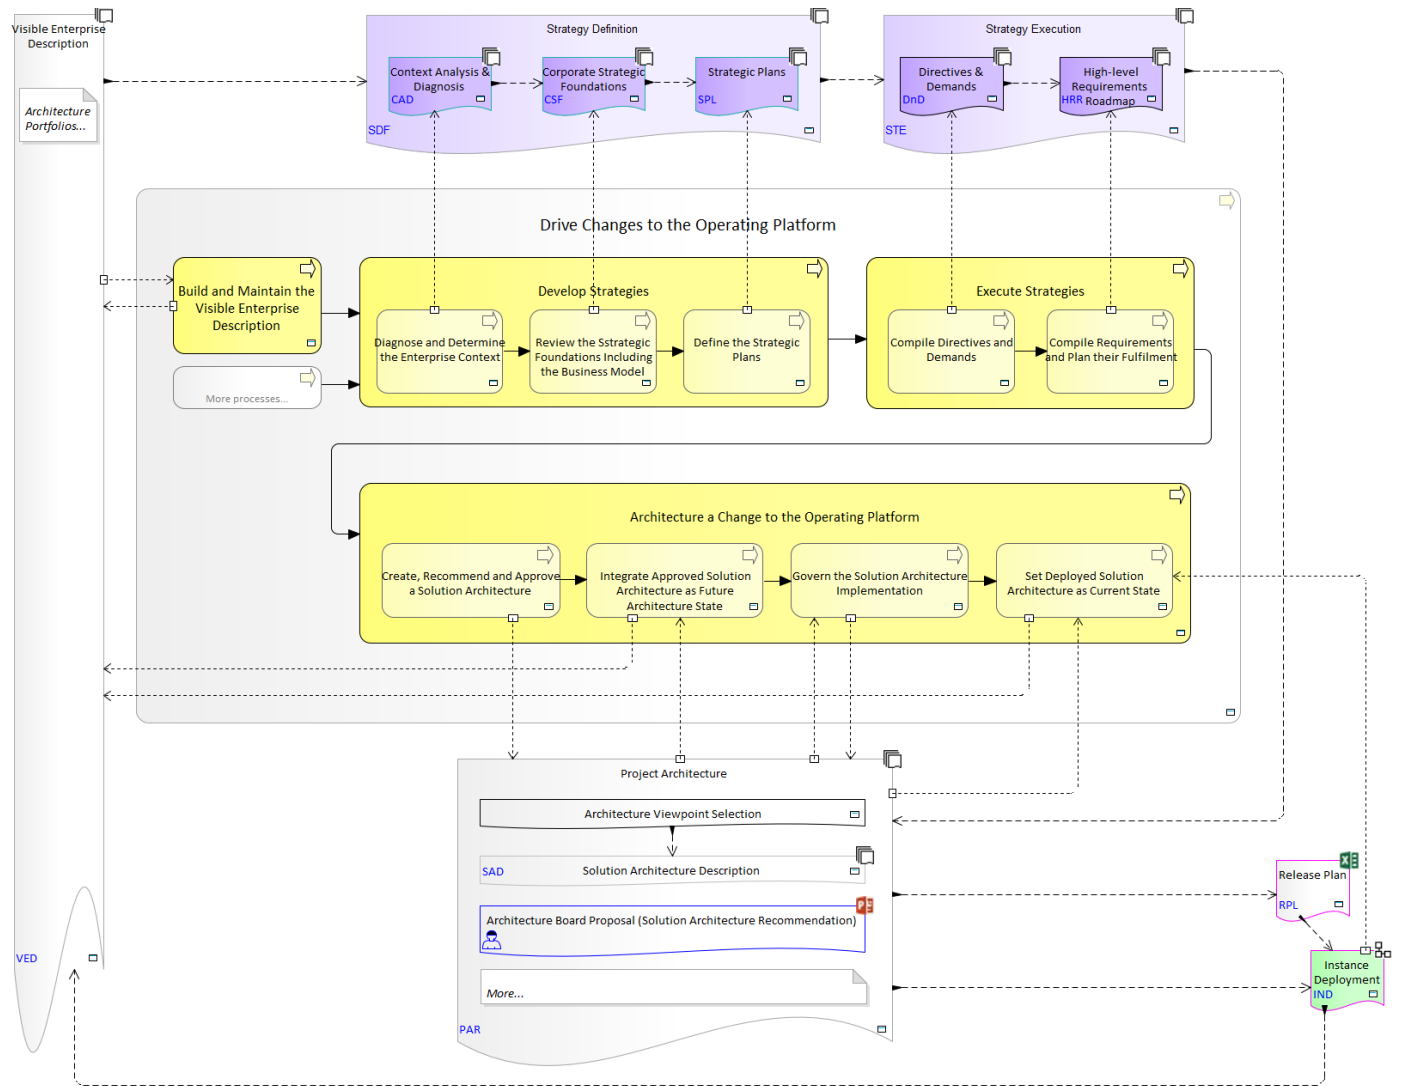 Visible Enterprise
Description
Architecture
Portfolios...
VED
Strategy Definition
Context Analysis &
Diagnosis
CAD
Corporate Strategic
Foundations
CSF
Strategic Plans
SPL
SDF
Strategy Execution
Directives &
Demands
DnD
High-level
Requirements
Roadmap
HRR
STE
Drive Changes to the Operating Platform
Build and Maintain the
Visible Enterprise
Description
More processes...
Develop Strategies
Diagnose and Determine
the Enterprise Context
Review the Sstrategic
Foundations Including
the Business Model
Define the Strategic
Plans
Execute Strategies
Compile Directives and
Demands
Compile Requirements
and Plan their Fulfilment
Architecture a Change to the Operating Platform
Create, Recommend and Approve
a Solution Architecture
Integrate Approved Solution
Architecture as Future
Architecture State
Govern the Solution Architecture
Implementation
Set Deployed Solution
Architecture as Current State
Project Architecture
Architecture Viewpoint Selection
SAD
Solution Architecture Description
Architecture Board Proposal (Solution Architecture Recommendation)
More...
PAR
Release Plan
RPL
Instance
Deployment
IND